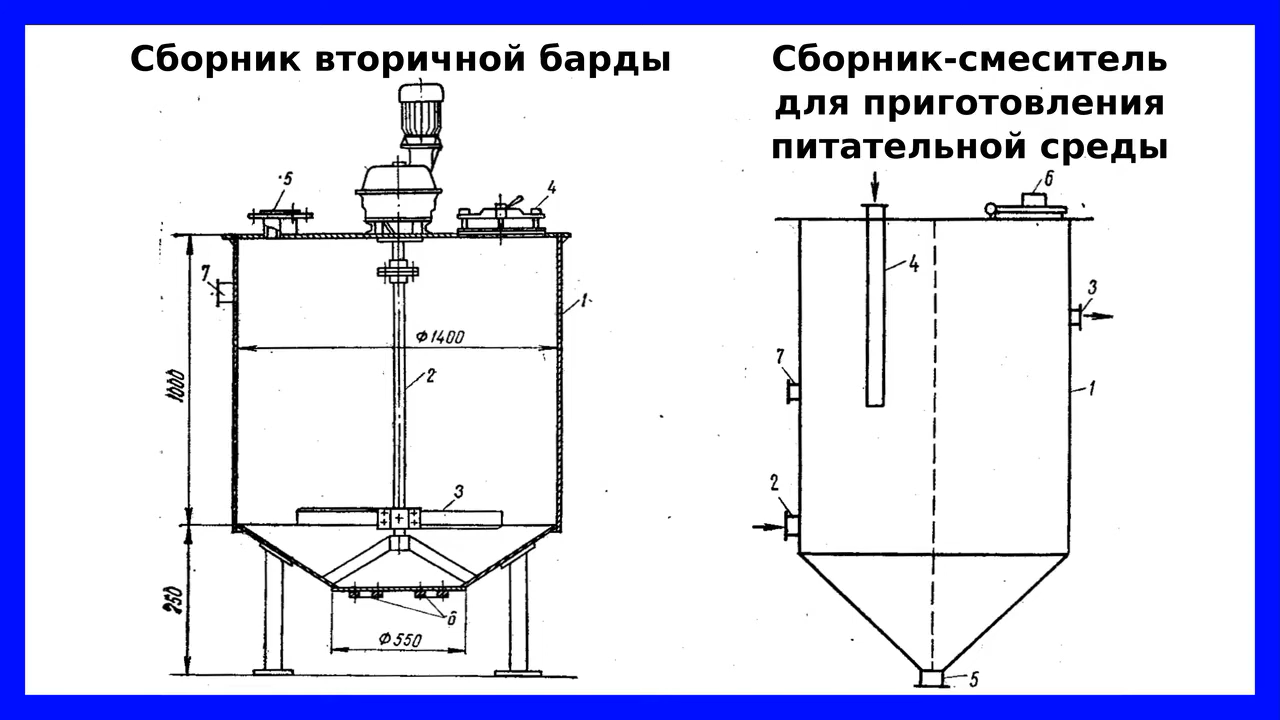 Сборник вторичной барды
Сборник-смеситель
для приготовления
питательной среды
5
4
7
1
Ф1400
2
1000
3
250
6
Ф550
6
4
3
7
1
2
5